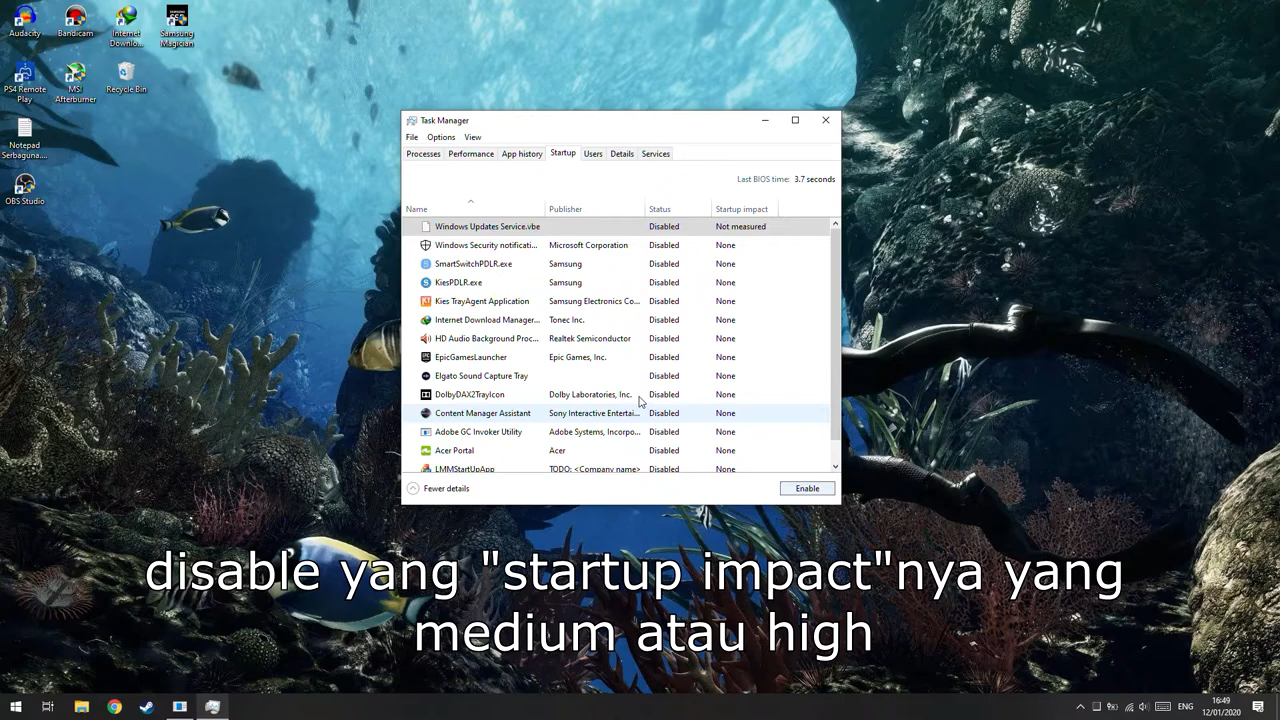 Audacity
Bandicam
Internet Downlo...
Samsung Magician
PS4 Remote Play
MSI Afterburner
Recycle Bin
Notepad Serbaguna....
OBS Studio
Task Manager
File Options View
Processes Performance App history Startup Users Details Services
Last BIOS time: 3.7 seconds
Name Publisher Status Startup impact
Windows Updates Service.vbe Disabled Not measured
Windows Security notificati... Microsoft Corporation Disabled None
SmartSwitchPDLR.exe Samsung Disabled None
KiesPDLR.exe Samsung Disabled None
Kies TrayAgent Application Samsung Electronics Co... Disabled None
Internet Download Manager... Tonec Inc. Disabled None
HD Audio Background Proc... Realtek Semiconductor Disabled None
EpicGamesLauncher Epic Games, Inc. Disabled None
Elgato Sound Capture Tray Disabled None
DolbyDAX2TrayIcon Dolby Laboratories, Inc. Disabled None
Content Manager Assistant Sony Interactive Entertai... Disabled None
Adobe GC Invoker Utility Adobe Systems, Incorpo... Disabled None
Acer Portal Acer Disabled None
LMMStartUpApp TODO: <Company name> Disabled None
Fewer details Enable
disable yang "startup impact"nya yang
medium atau high
ENG
16:49
12/01/2020